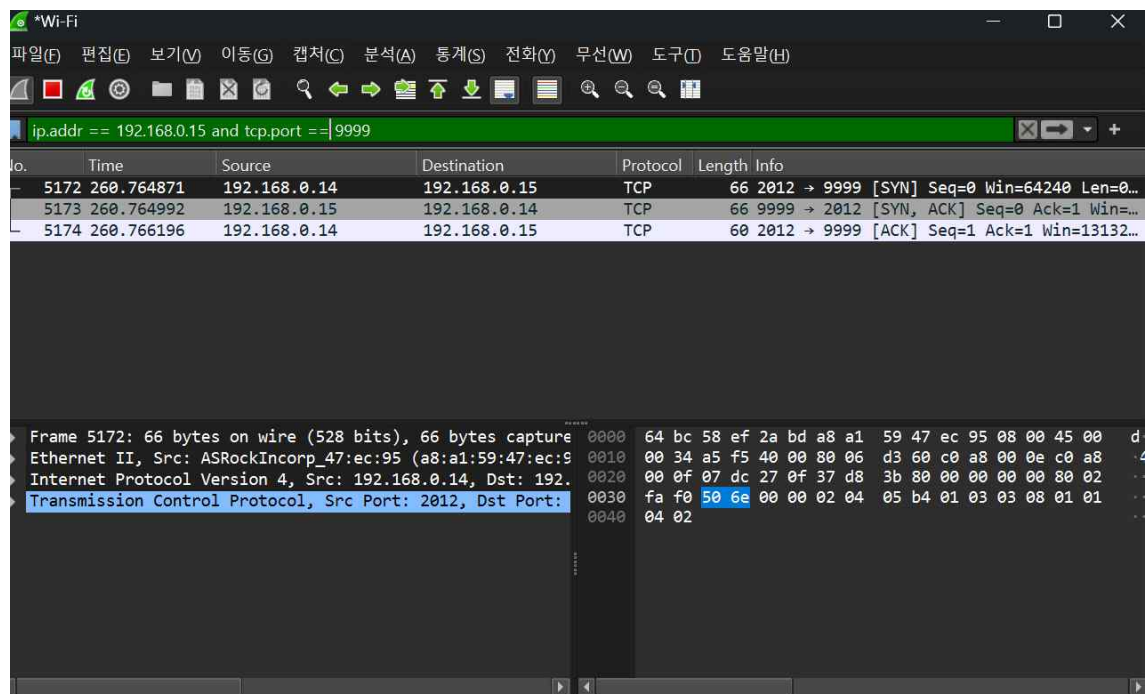 *Wi-Fi
파일(F) 편집(E) 보기(V) 이동(G) 캡처(C) 분석(A) 통계(S) 전화(Y) 무선(W) 도구(T) 도움말(H)
ip.addr == 192.168.0.15 and tcp.port == 9999
No. Time Source Destination Protocol Length Info
5172 260.764871 192.168.0.14 192.168.0.15 TCP 66 2012 → 9999 [SYN] Seq=0 Win=64240 Len=0…
5173 260.764992 192.168.0.15 192.168.0.14 TCP 66 9999 → 2012 [SYN, ACK] Seq=0 Ack=1 Win=…
5174 260.766196 192.168.0.14 192.168.0.15 TCP 60 2012 → 9999 [ACK] Seq=1 Ack=1 Win=13132…
Frame 5172: 66 bytes on wire (528 bits), 66 bytes capture
Ethernet II, Src: ASRockIncorp_47:ec:95 (a8:a1:59:47:ec:9
Internet Protocol Version 4, Src: 192.168.0.14, Dst: 192.
Transmission Control Protocol, Src Port: 2012, Dst Port:
0000 64 bc 58 ef 2a bd a8 a1 59 47 ec 95 08 00 45 00 d
0010 00 34 a5 f5 40 00 80 06 d3 60 c0 a8 00 0e c0 a8 ·4
0020 00 0f 07 dc 27 0f 37 d8 3b 80 00 00 00 00 80 02 ··
0030 fa f0 50 6e 00 00 02 04 05 b4 01 03 03 08 01 01 ··
0040 04 02 ··